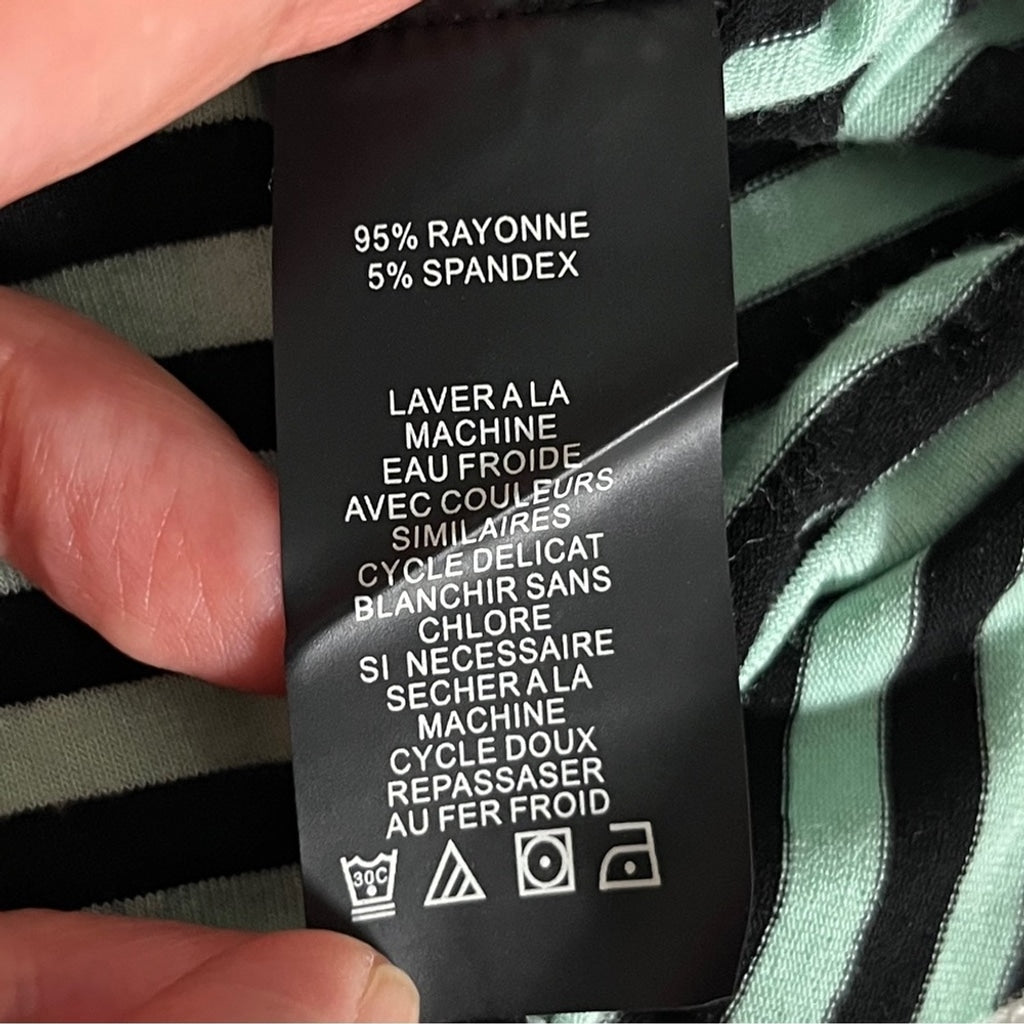 95% RAYONNE
5% SPANDEX
LAVER A LA
MACHINE
EAU FROIDE
AVEC COULEURS
SIMILAIRES
CYCLE DELICAT
BLANCHIR SANS
CHLORE
SI NECESSAIRE
SECHER A LA
MACHINE
CYCLE DOUX
REPASSASER
AU FER FROID
30C